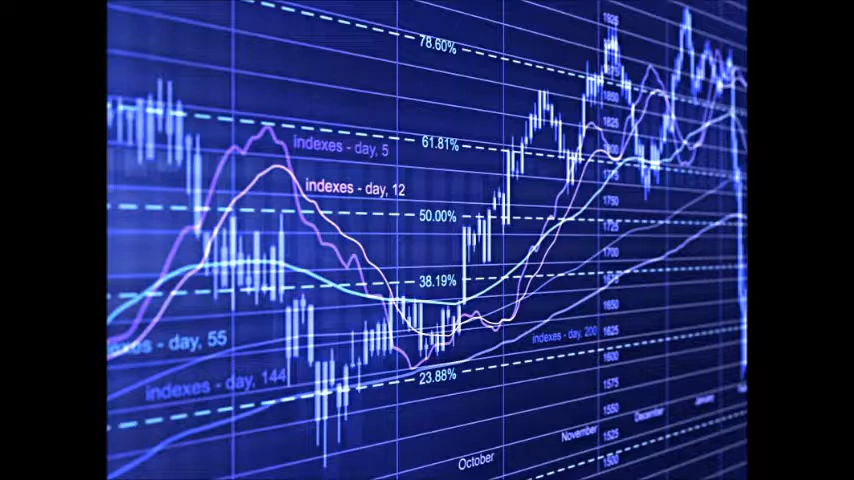 78.60%
indexes - day, 5
61.81%
indexes - day, 12
50.00%
38.19%
indexes - day, 55
indexes - day, 200
23.88%
indexes - day, 144
1925
1850
1825
1750
1725
1700
1650
1625
1600
1575
1550
1525
1500
October
November
December
January